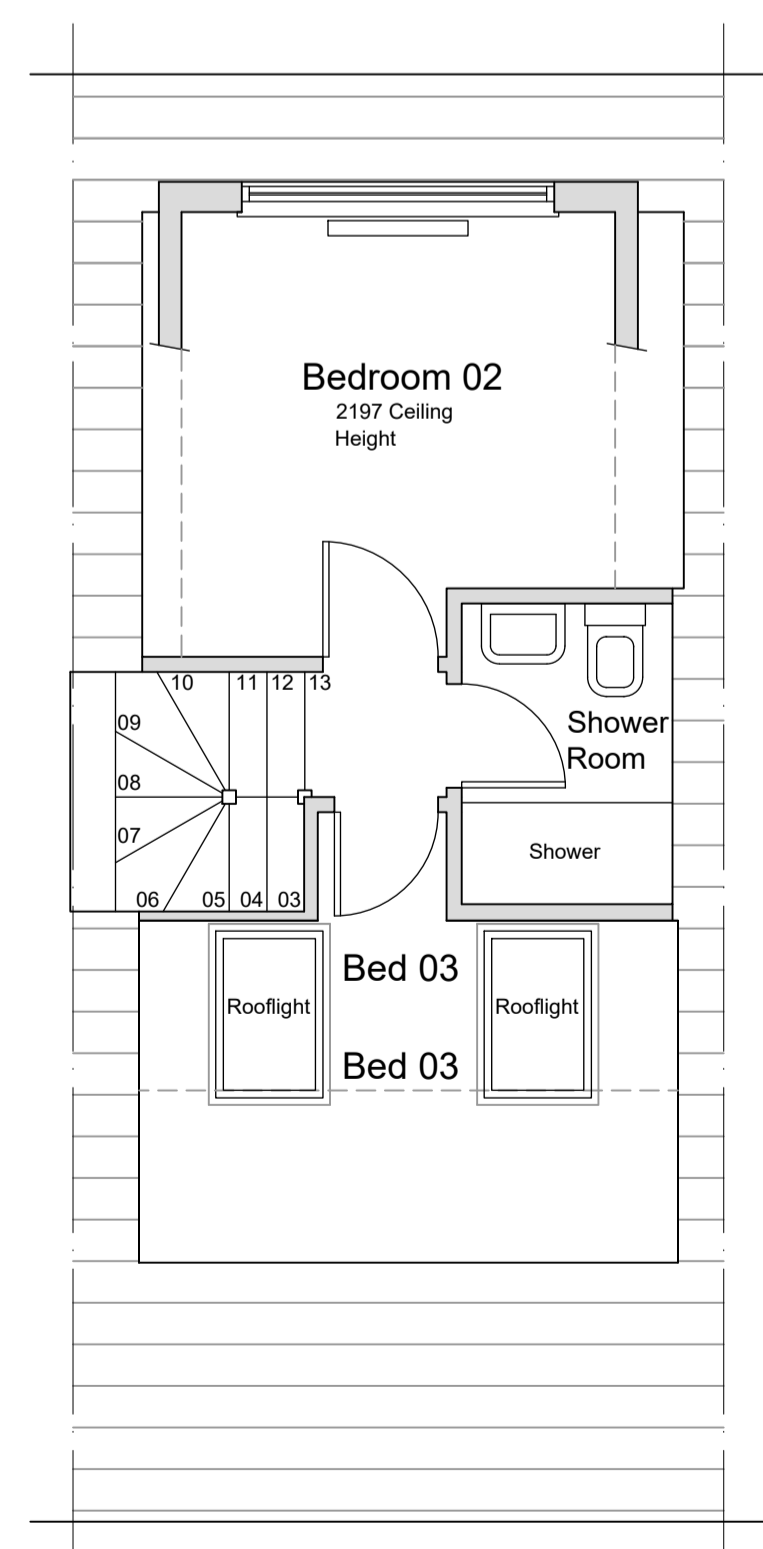 Bedroom 02
2197 Ceiling
Height
10 11 12 13
09
08
07
06 05 04 03
Shower
Room
Shower
Bed 03
Rooflight Rooflight
Bed 03